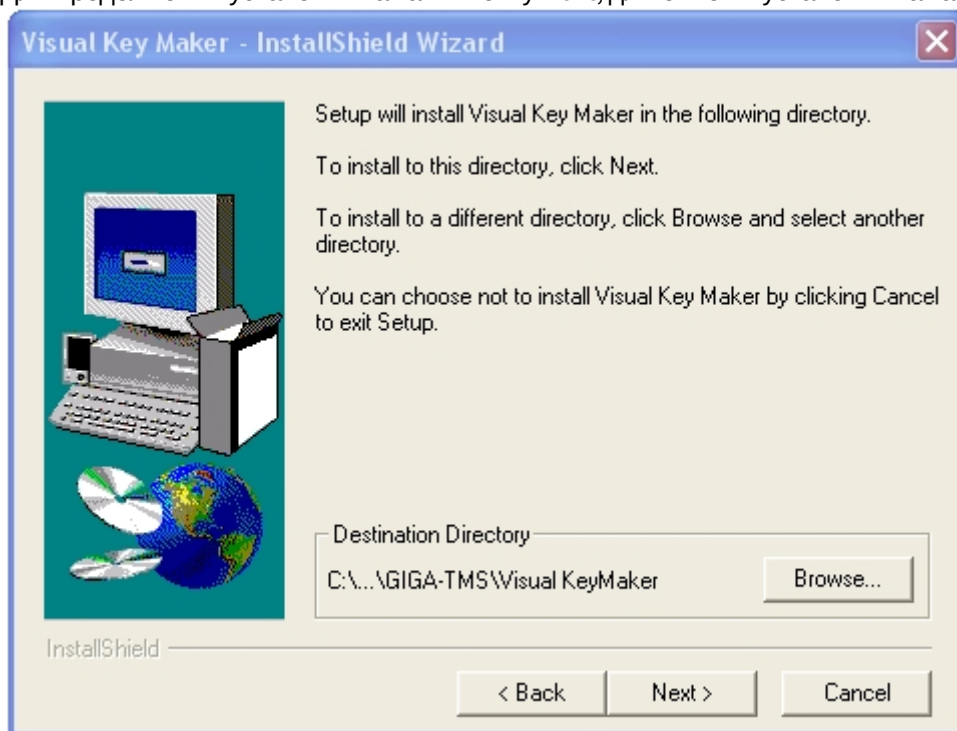 Visual Key Maker - InstallShield Wizard
Setup will install Visual Key Maker in the following directory.
To install to this directory, click Next.
To install to a different directory, click Browse and select another
directory.
You can choose not to install Visual Key Maker by clicking Cancel
to exit Setup.
Destination Directory
C:\...\GIGA-TMS\Visual KeyMaker
Browse...
InstallShield
< Back
Next >
Cancel